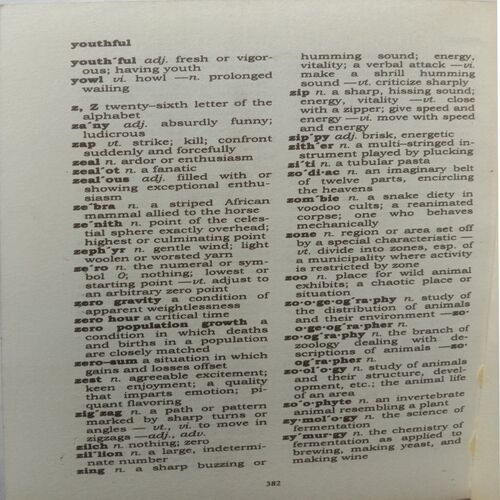 youthful
youth´ful adj. fresh or vigor-
ous; having youth
yowl vi. howl —n. prolonged
wailing
z, Z twenty-sixth letter of the
alphabet
za´ny adj. absurdly funny;
ludicrous
zap vt. strike; kill; confront
suddenly and forcefully
zeal n. ardor or enthusiasm
zeal´ot n. a fanatic
zeal´ous adj. filled with or
showing exceptional enthu-
siasm
ze´bra n. a striped African
mammal allied to the horse
ze´nith n. point of the celes-
tial sphere exactly overhead;
highest or culminating point
zeph´yr n. gentle wind; light
woolen or worsted yarn
ze´ro n. the numeral or sym-
bol 0; nothing; lowest or
starting point —vt. adjust to
an arbitrary zero point
zero gravity a condition of
apparent weightlessness
zero hour a critical time
zero population growth a
condition in which deaths
and births in a population
are closely matched
zero–sum a situation in which
gains and losses offset
zest n. agreeable excitement;
keen enjoyment; a quality
that imparts emotion; pi-
quant flavoring
zig´zag n. a path or pattern
marked by sharp turns or
angles —vt., vi. to move in
zigzags —adj., adv.
zilch n. nothing; zero
zil´lion n. a large, indetermi-
nate number
zing n. a sharp buzzing or
humming sound; energy,
vitality; a verbal attack —vi.
make a shrill humming
sound —vt. criticize sharply
zip n. a sharp, hissing sound;
energy, vitality —vt. close
with a zipper; give speed and
energy —vi. move with speed
and energy
zip´py adj. brisk, energetic
zith´er n. a multi-stringed in-
strument played by plucking
zi´ti n. a tubular pasta
zo´di·ac n. an imaginary belt
of twelve parts, encircling
the heavens
zom´bie n. a snake diety in
voodoo cults; a reanimated
corpse; one who behaves
mechanically
zone n. region or area set off
by a special characteristic —
vt. divide into zones, esp. of
a municipality where activity
is restricted by zone
zoo n. place for wild animal
exhibits; a chaotic place or
situation
zo·o·ge·og´ra·phy n. study of
the distribution of animals
and their environment —zo·
o·ge·og´ra·pher n.
zo·og´ra·phy n. the branch of
zoology dealing with de-
scriptions of animals —zo·
og´ra·pher n.
zo·ol´o·gy n. study of animals
and their structure, devel-
opment, etc.; the animal life
of an area
zo´o·phyte n. an invertebrate
animal resembling a plant
zy·mol´o·gy n. the science of
fermentation
zy´mur·gy n. the chemistry of
fermentation as applied to
brewing, making yeast, and
making wine
382